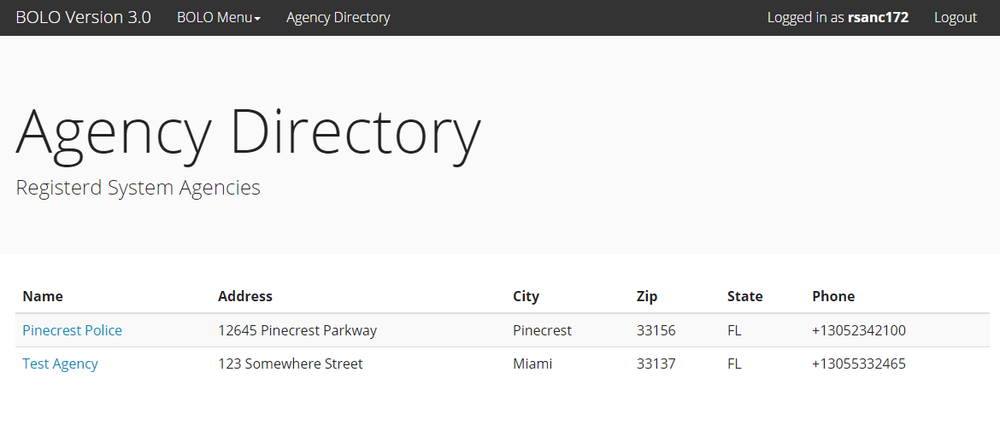 BOLO Version 3.0 BOLO Menu Agency Directory Logged in as rsanc172 Logout
Agency Directory
Registerd System Agencies
Name Address City Zip State Phone
Pinecrest Police 12645 Pinecrest Parkway Pinecrest 33156 FL +13052342100
Test Agency 123 Somewhere Street Miami 33137 FL +13055332465